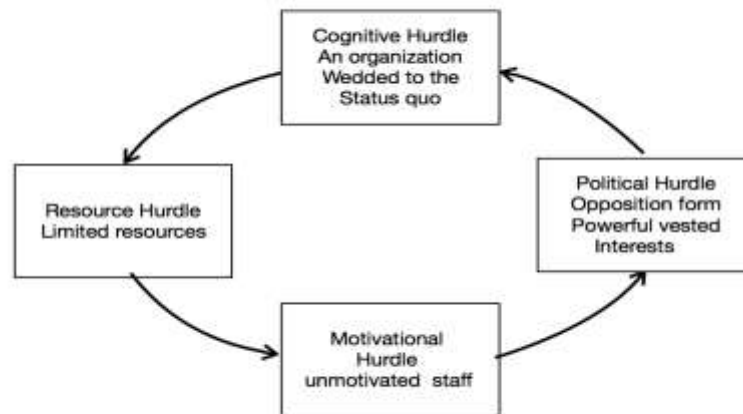 Cognitive Hurdle
An organization
Wedded to the
Status quo
Resource Hurdle
Limited resources
Political Hurdle
Opposition form
Powerful vested
Interests
Motivational
Hurdle
unmotivated staff